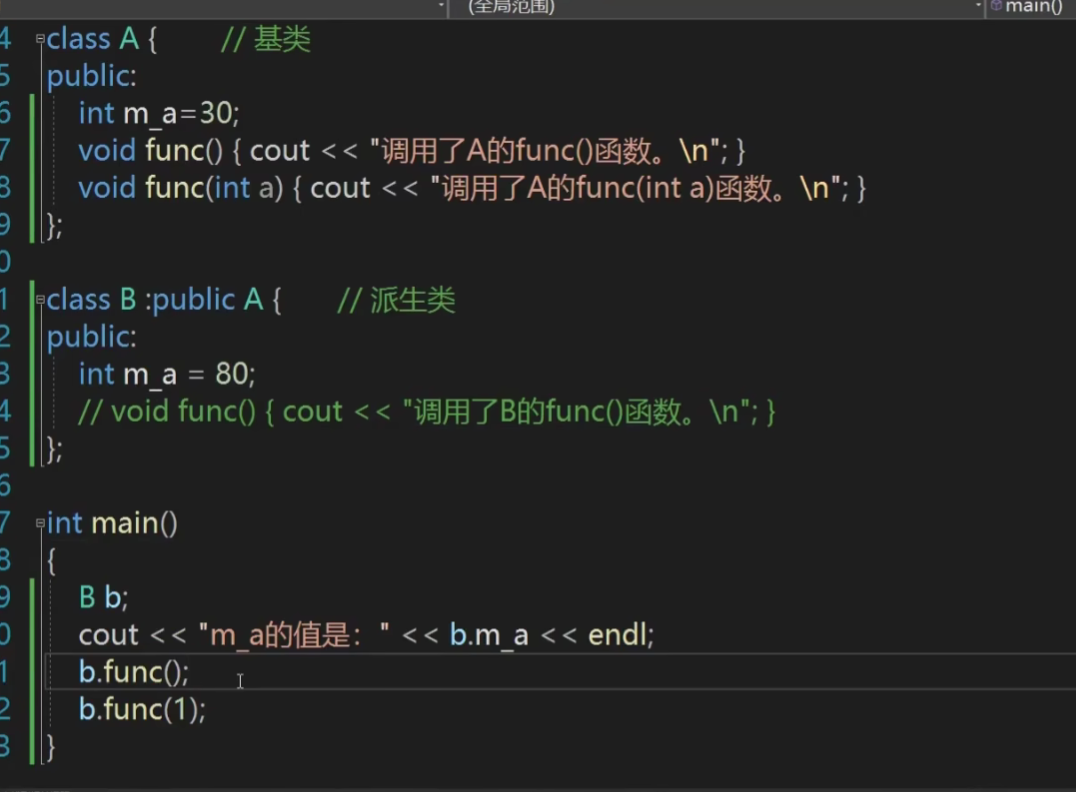 (全局范围) main()
4 class A { // 基类
5 public:
6 int m_a=30;
7 void func() { cout << "调用了A的func()函数。\n"; }
8 void func(int a) { cout << "调用了A的func(int a)函数。\n"; }
9 };
0
1 class B :public A { // 派生类
2 public:
3 int m_a = 80;
4 // void func() { cout << "调用了B的func()函数。\n"; }
5 };
6
7 int main()
8 {
9 B b;
0 cout << "m_a的值是：" << b.m_a << endl;
1 b.func();
2 b.func(1);
3 }